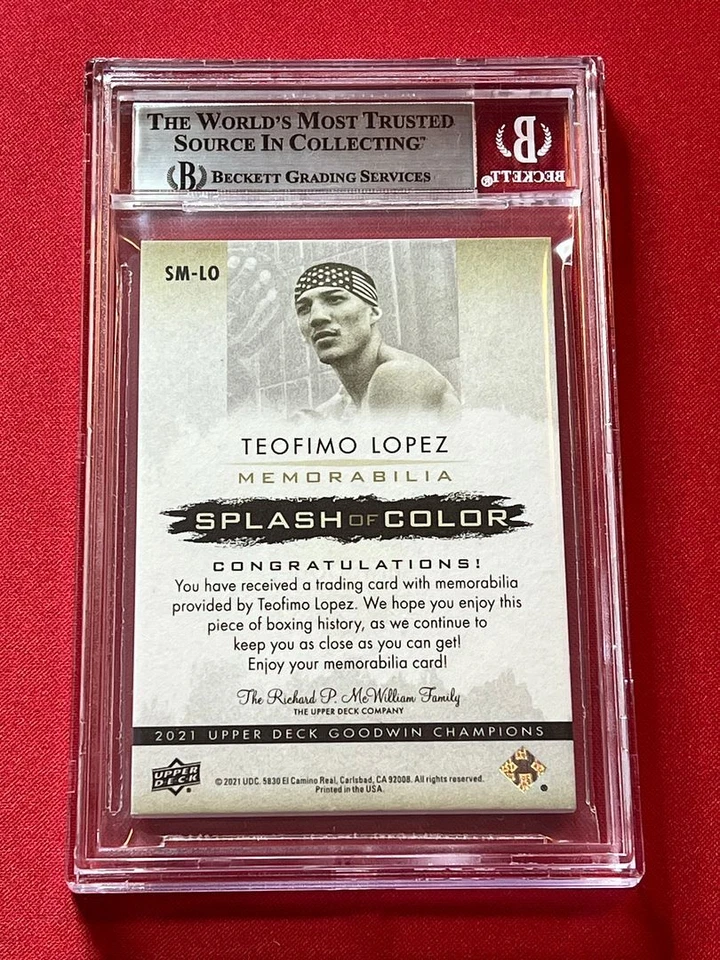 THE WORLD'S MOST TRUSTED
SOURCE IN COLLECTING™
B BECKETT GRADING SERVICES
B
BECKETT®
SM-LO
TEOFIMO LOPEZ
MEMORABILIA
SPLASH OF COLOR
CONGRATULATIONS!
You have received a trading card with memorabilia
provided by Teofimo Lopez. We hope you enjoy this
piece of boxing history, as we continue to
keep you as close as you can get!
Enjoy your memorabilia card!
The Richard P. McWilliam Family
THE UPPER DECK COMPANY
2021 UPPER DECK GOODWIN CHAMPIONS
UPPER
DECK
© 2021 UDC. 5830 El Camino Real, Carlsbad, CA 92008. All rights reserved.
Printed in the USA.
®